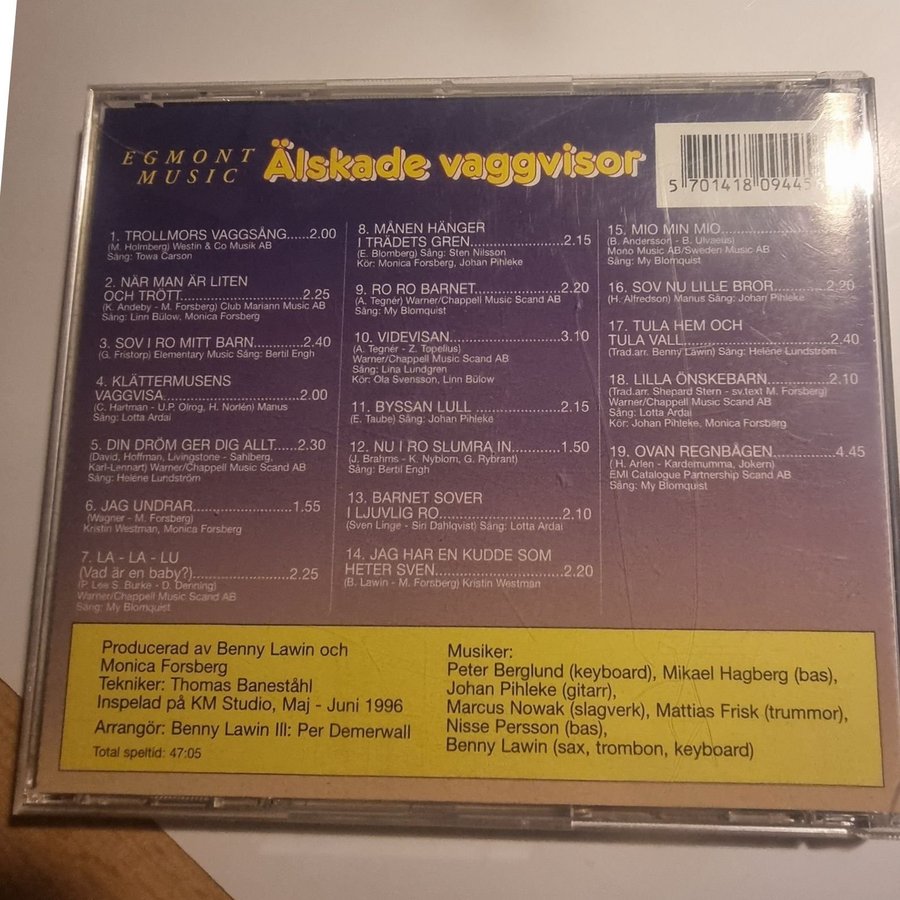 EGMONT
MUSIC
Älskade vaggvisor
5 701418 09445
1. TROLLMORS VAGGSÅNG.....2.00
(M. Holmberg) Westin & Co Musik AB
Sång: Towa Carson
2. NÄR MAN ÄR LITEN
OCH TRÖTT......................2.25
(K. Andeby - M. Forsberg) Club Mariann Music AB
Sång: Linn Bülow, Monica Forsberg
3. SOV I RO MITT BARN..........2.40
(G. Fristorp) Elementary Music Sång: Bertil Engh
4. KLÄTTERMUSENS
VAGGVISA........................2.00
(C. Hartman - U.P. Olrog, H. Norlén) Manus
Sång: Lotta Ardai
5. DIN DRÖM GER DIG ALLT....2.30
(David, Hoffman, Livingstone - Sahlberg,
Karl-Lennart) Warner/Chappell Music Scand AB
Sång: Heléne Lundström
6. JAG UNDRAR....................1.55
(Wagner - M. Forsberg)
Kristin Westman, Monica Forsberg
7. LA - LA - LU
(Vad är en baby?)...................2.25
(P. Lee S. Burke - D. Denning)
Warner/Chappell Music Scand AB
Sång: My Blomquist
8. MÅNEN HÄNGER
I TRÄDETS GREN.....................2.15
(E. Blomberg) Sång: Sten Nilsson
Kör: Monica Forsberg, Johan Pihleke
9. RO RO BARNET....................2.20
(A. Tegnér) Warner/Chappell Music Scand AB
Sång: My Blomquist
10. VIDEVISAN.........................3.10
(A. Tegnér - Z. Topelius)
Warner/Chappell Music Scand AB
Sång: Lina Lundgren
Kör: Ola Svensson, Linn Bülow
11. BYSSAN LULL .....................2.15
(E. Taube) Sång: Johan Pihleke
12. NU I RO SLUMRA IN.............1.50
(J. Brahms - K. Nyblom, G. Rybrant)
Sång: Bertil Engh
13. BARNET SOVER
I LJUVLIG RO........................2.10
(Sven Linge - Siri Dahlqvist) Sång: Lotta Ardai
14. JAG HAR EN KUDDE SOM
HETER SVEN..........................2.20
(B. Lawin - M. Forsberg) Kristin Westman
15. MIO MIN MIO
(B. Andersson - B. Ulvaeus)
Mono Music AB/Sweden Music AB
Sång: My Blomquist
16. SOV NU LILLE BROR...........2.20
(H. Alfredson) Manus Sång: Johan Pihleke
17. TULA HEM OCH
TULA VALL........................2.40
(Trad.arr. Benny Lawin) Sång: Heléne Lundström
18. LILLA ÖNSKEBARN............2.10
(Trad.arr. Shepard Stern - sv.text M. Forsberg)
Warner/Chappell Music Scand AB
Sång: Lotta Ardai
Kör: Johan Pihleke, Monica Forsberg
19. OVAN REGNBÅGEN............4.45
( H. Arlen - Kardemumma, Jokern)
EMI Catalogue Partnership Scand AB
Sång: My Blomquist
Producerad av Benny Lawin och
Monica Forsberg
Tekniker: Thomas Baneståhl
Inspelad på KM Studio, Maj - Juni 1996
Arrangör: Benny Lawin Ill: Per Demerwall
Total speltid: 47:05
Musiker:
Peter Berglund (keyboard), Mikael Hagberg (bas),
Johan Pihleke (gitarr),
Marcus Nowak (slagverk), Mattias Frisk (trummor),
Nisse Persson (bas),
Benny Lawin (sax, trombon, keyboard)